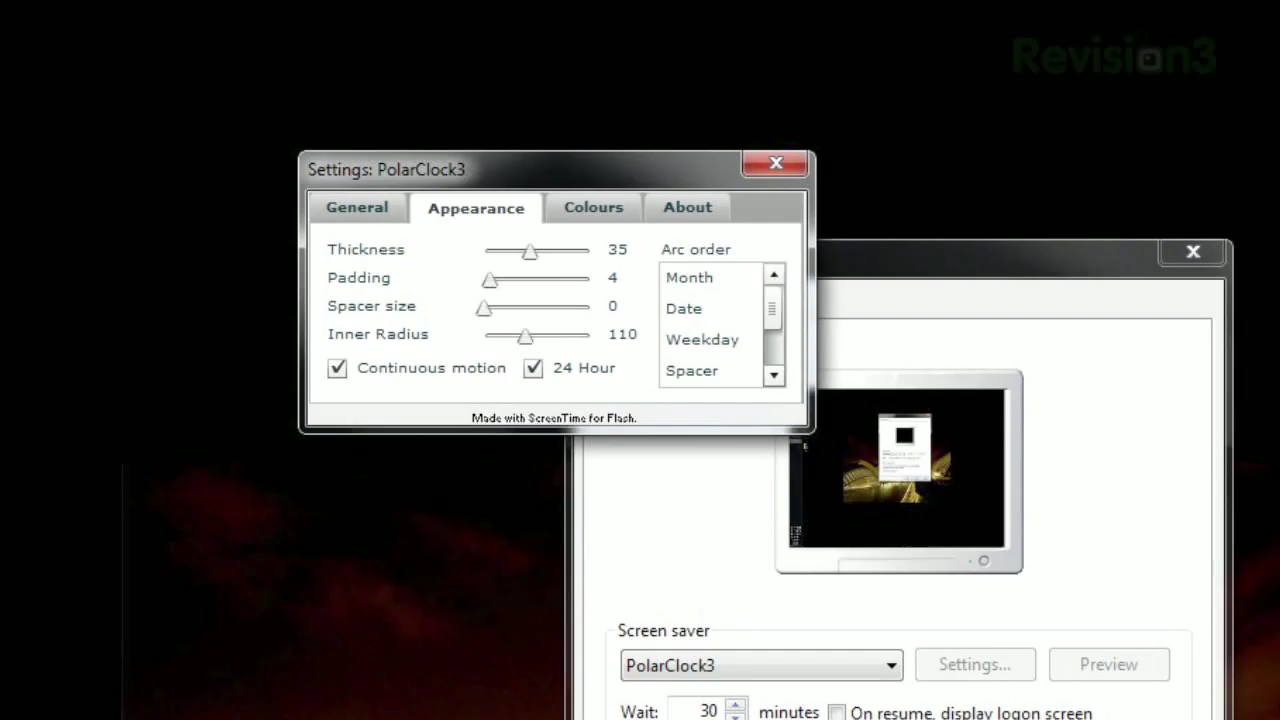 Revision3
Settings: PolarClock3
General Appearance Colours About
Thickness 35 Arc order
Padding 4 Month
Spacer size 0 Date
Inner Radius 110 Weekday
Continuous motion 24 Hour Spacer
Made with ScreenTime for Flash.
Screen saver
PolarClock3 Settings... Preview
Wait: 30 minutes On resume, display logon screen